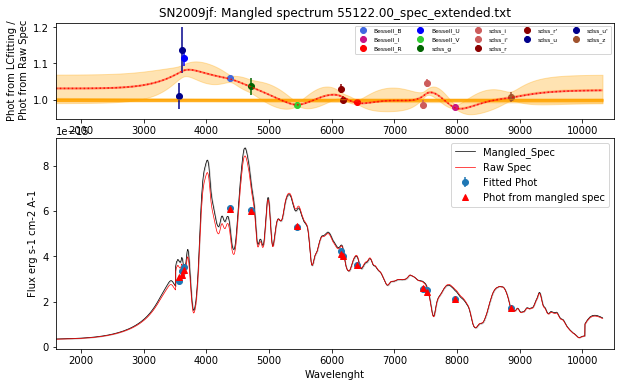 SN2009jf: Mangled spectrum 55122.00_spec_extended.txt
Phot from LCfitting /
Phot from Raw Spec
1.2
1.1
1.0
Bessell_B
Bessell_I
Bessell_R
Bessell_U
Bessell_V
sdss_g
sdss_i
sdss_i'
sdss_r
sdss_r'
sdss_u
sdss_u'
sdss_z
2000 3000 4000 5000 6000 7000 8000 9000 10000
Flux erg s-1 cm-2 A-1
8
6
4
2
0
Mangled_Spec
Raw Spec
Fitted Phot
Phot from mangled spec
2000 3000 4000 5000 6000 7000 8000 9000 10000
Wavelenght